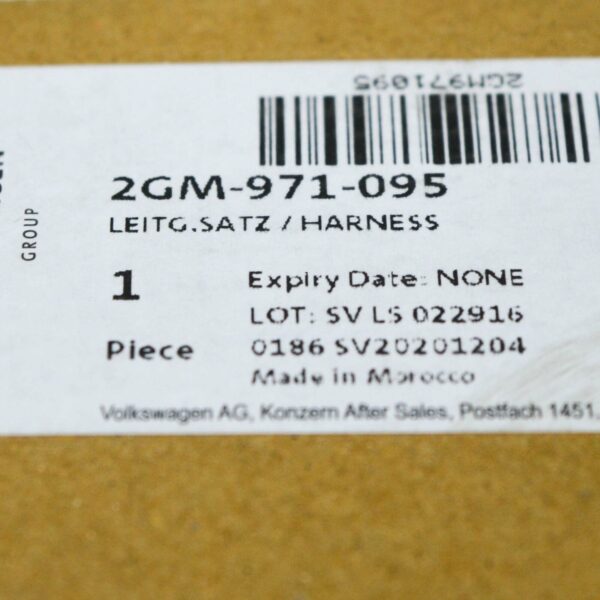 2GM971095
2GM-971-095
LEITG.SATZ / HARNESS
1
Expiry Date: NONE
LOT: SV LS 022916
Piece
0186 SV20201204
Made in Morocco
Volkswagen AG, Konzern After Sales, Postfach 1451,
GROUP